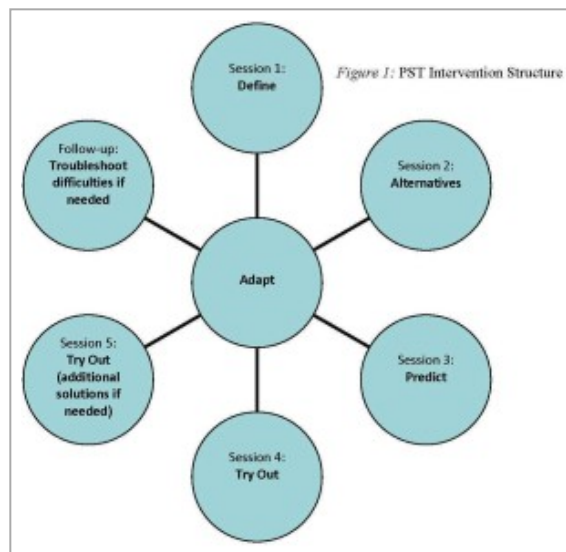 Figure 1: PST Intervention Structure
Session 1:
Define
Session 2:
Alternatives
Session 3:
Predict
Session 4:
Try Out
Session 5:
Try Out
(additional
solutions if
needed)
Follow-up:
Troubleshoot
difficulties if
needed
Adapt